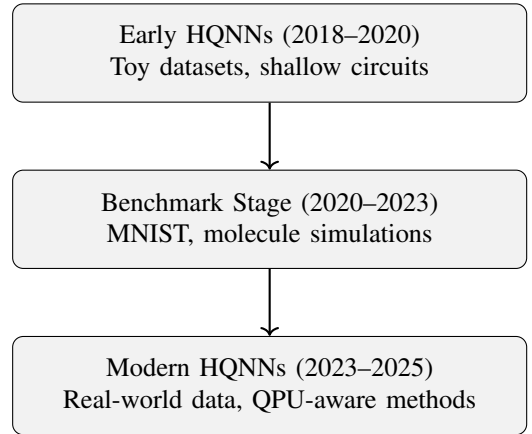 Early HQNNs (2018–2020)
Toy datasets, shallow circuits
Benchmark Stage (2020–2023)
MNIST, molecule simulations
Modern HQNNs (2023–2025)
Real-world data, QPU-aware methods